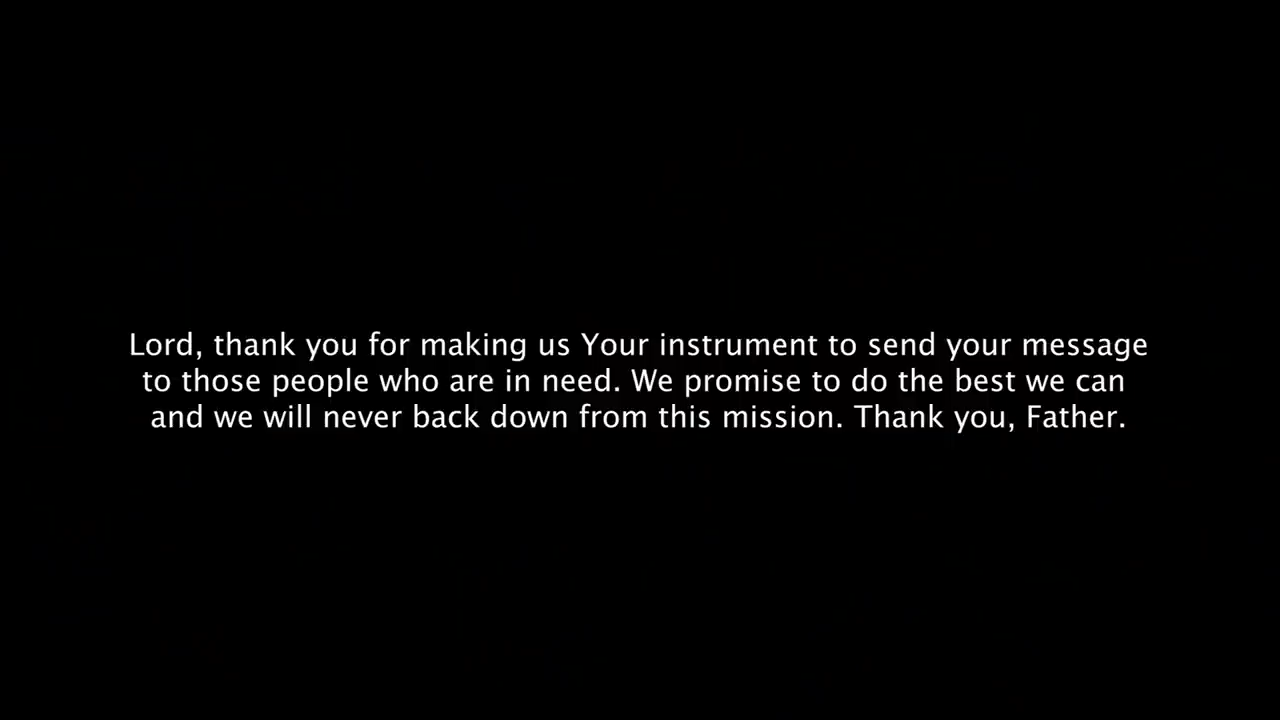 Lord, thank you for making us Your instrument to send your message
to those people who are in need. We promise to do the best we can
and we will never back down from this mission. Thank you, Father.